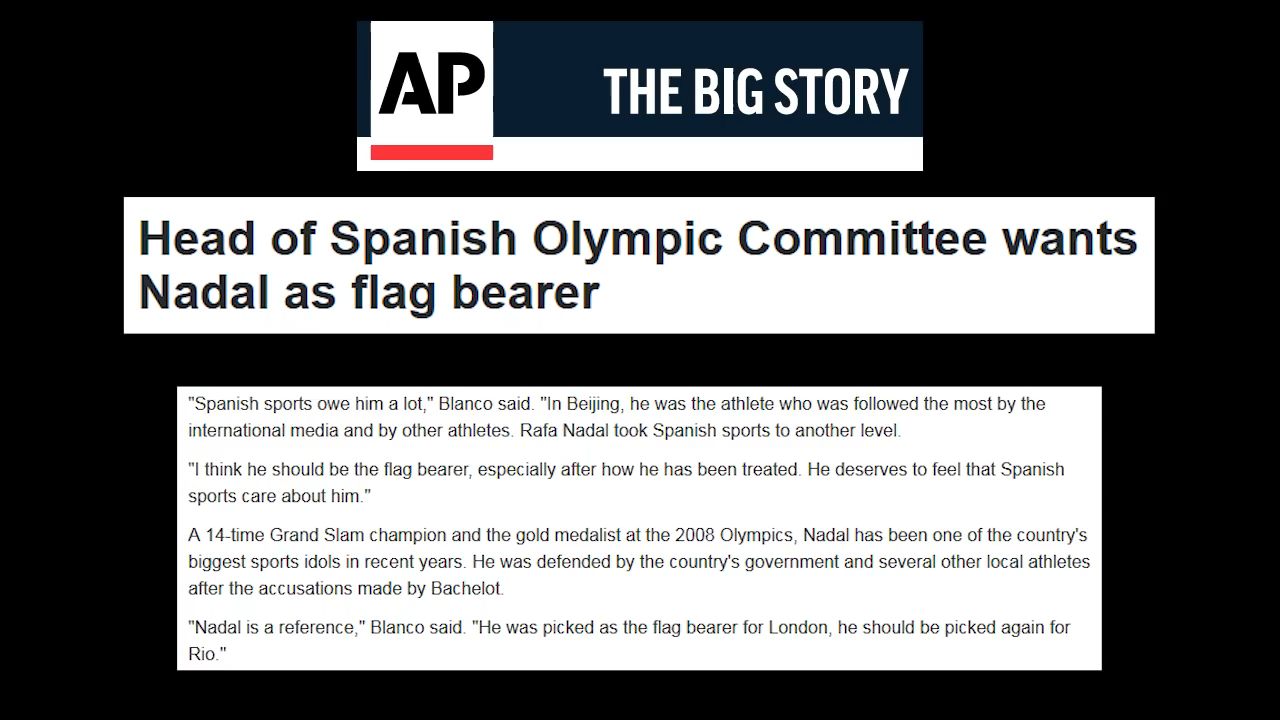 AP
THE BIG STORY
Head of Spanish Olympic Committee wants
Nadal as flag bearer
"Spanish sports owe him a lot," Blanco said. "In Beijing, he was the athlete who was followed the most by the
international media and by other athletes. Rafa Nadal took Spanish sports to another level.
"I think he should be the flag bearer, especially after how he has been treated. He deserves to feel that Spanish
sports care about him."
A 14-time Grand Slam champion and the gold medalist at the 2008 Olympics, Nadal has been one of the country's
biggest sports idols in recent years. He was defended by the country's government and several other local athletes
after the accusations made by Bachelot.
"Nadal is a reference," Blanco said. "He was picked as the flag bearer for London, he should be picked again for
Rio."